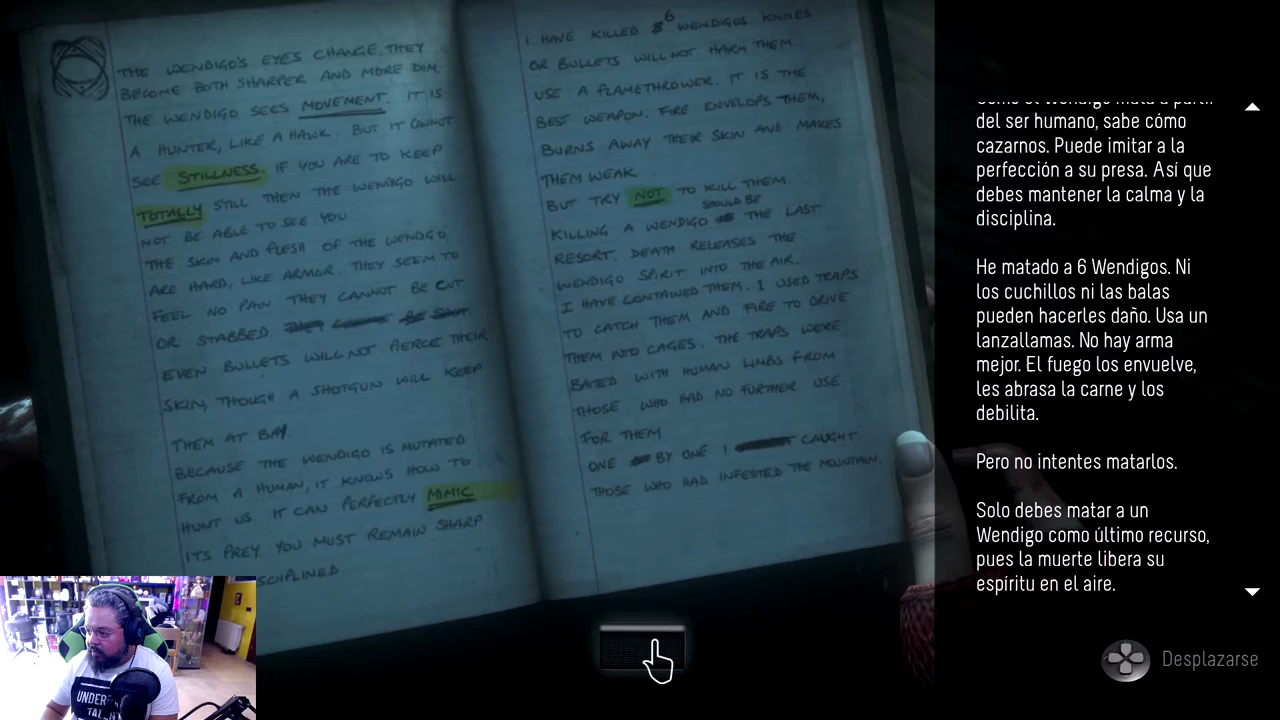 THE WENDIGO'S EYES CHANGE. THEY
BECOME BOTH SHARPER AND MORE DIM.
THE WENDIGO SEES MOVEMENT. IT IS
A HUNTER, LIKE A HAWK. BUT IT CANNOT
SEE STILLNESS. IF YOU ARE TO KEEP
TOTALLY STILL THEN THE WENDIGO WILL
NOT BE ABLE TO SEE YOU.
THE SKIN AND FLESH OF THE WENDIGO
ARE HARD, LIKE ARMOR. THEY SEEM TO
FEEL NO PAIN. THEY CANNOT BE CUT
OR STABBED.
EVEN BULLETS WILL NOT PIERCE THEIR
SKIN, THOUGH A SHOTGUN WILL KEEP
THEM AT BAY.
BECAUSE THE WENDIGO IS MUTATED
FROM A HUMAN, IT KNOWS HOW TO
HUNT US. IT CAN PERFECTLY MIMIC
ITS PREY. YOU MUST REMAIN SHARP
SCIPLINED
I HAVE KILLED 6 WENDIGOS. KNIVES
OR BULLETS WILL NOT HARM THEM.
USE A FLAMETHROWER. IT IS THE
BEST WEAPON. FIRE ENVELOPS THEM,
BURNS AWAY THEIR SKIN AND MAKES
THEM WEAK.
BUT TRY NOT TO KILL THEM.
KILLING A WENDIGO SHOULD BE THE LAST
RESORT. DEATH RELEASES THE
WENDIGO SPIRIT INTO THE AIR.
I HAVE CONTAINED THEM. I USED TRAPS
TO CATCH THEM AND FIRE TO DRIVE
THEM INTO CAGES. THE TRAPS WERE
BAITED WITH HUMAN LIMBS FROM
THOSE WHO HAD NO FURTHER USE
FOR THEM
ONE BY ONE I CAUGHT
THOSE WHO HAD INFESTED THE MOUNTAIN.
Como el Wendigo muta a partir
del ser humano, sabe cómo
cazarnos. Puede imitar a la
perfección a su presa. Así que
debes mantener la calma y la
disciplina.
He matado a 6 Wendigos. Ni
los cuchillos ni las balas
pueden hacerles daño. Usa un
lanzallamas. No hay arma
mejor. El fuego los envuelve,
les abrasa la carne y los
debilita.
Pero no intentes matarlos.
Solo debes matar a un
Wendigo como último recurso,
pues la muerte libera su
espíritu en el aire.
Desplazarse
UNDER
TAL